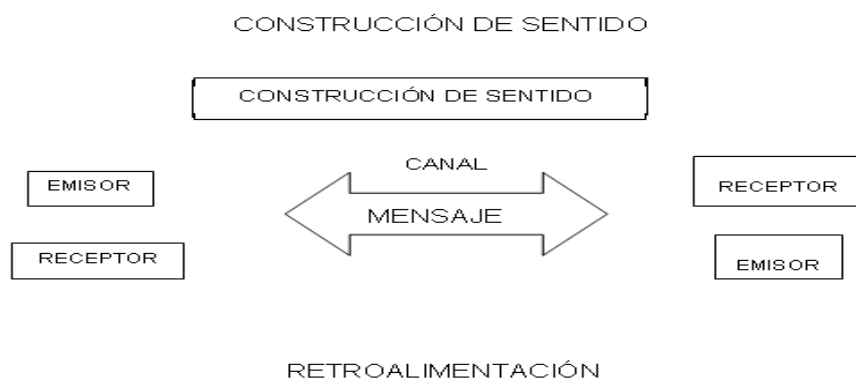 CONSTRUCCIÓN DE SENTIDO
CONSTRUCCIÓN DE SENTIDO
CANAL
EMISOR
RECEPTOR
MENSAJE
RECEPTOR
EMISOR
RETROALIMENTACIÓN